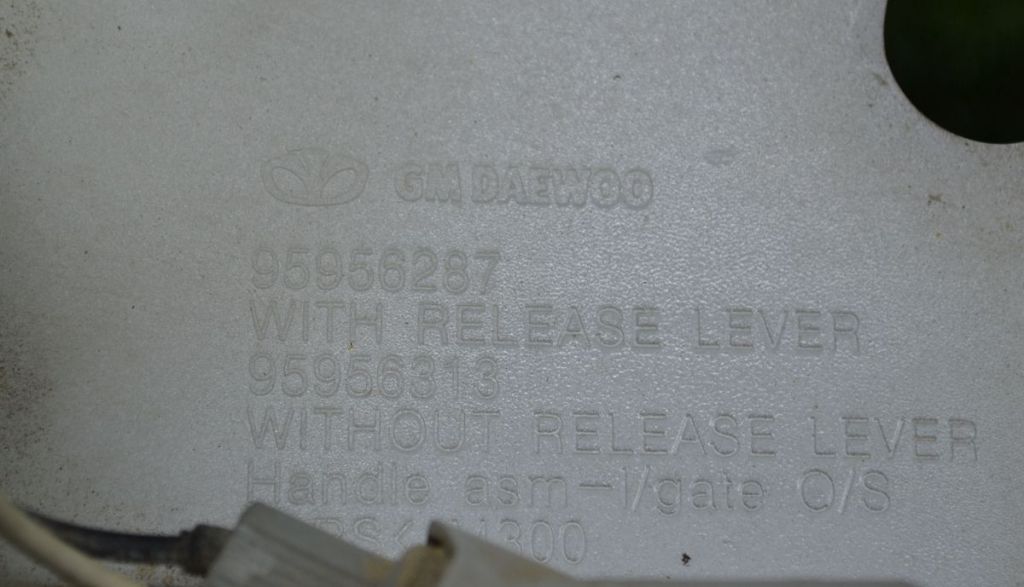 GM DAEWOO
95956287
WITH RELEASE LEVER
95956313
WITHOUT RELEASE LEVER
Handle asm-l/gate O/S